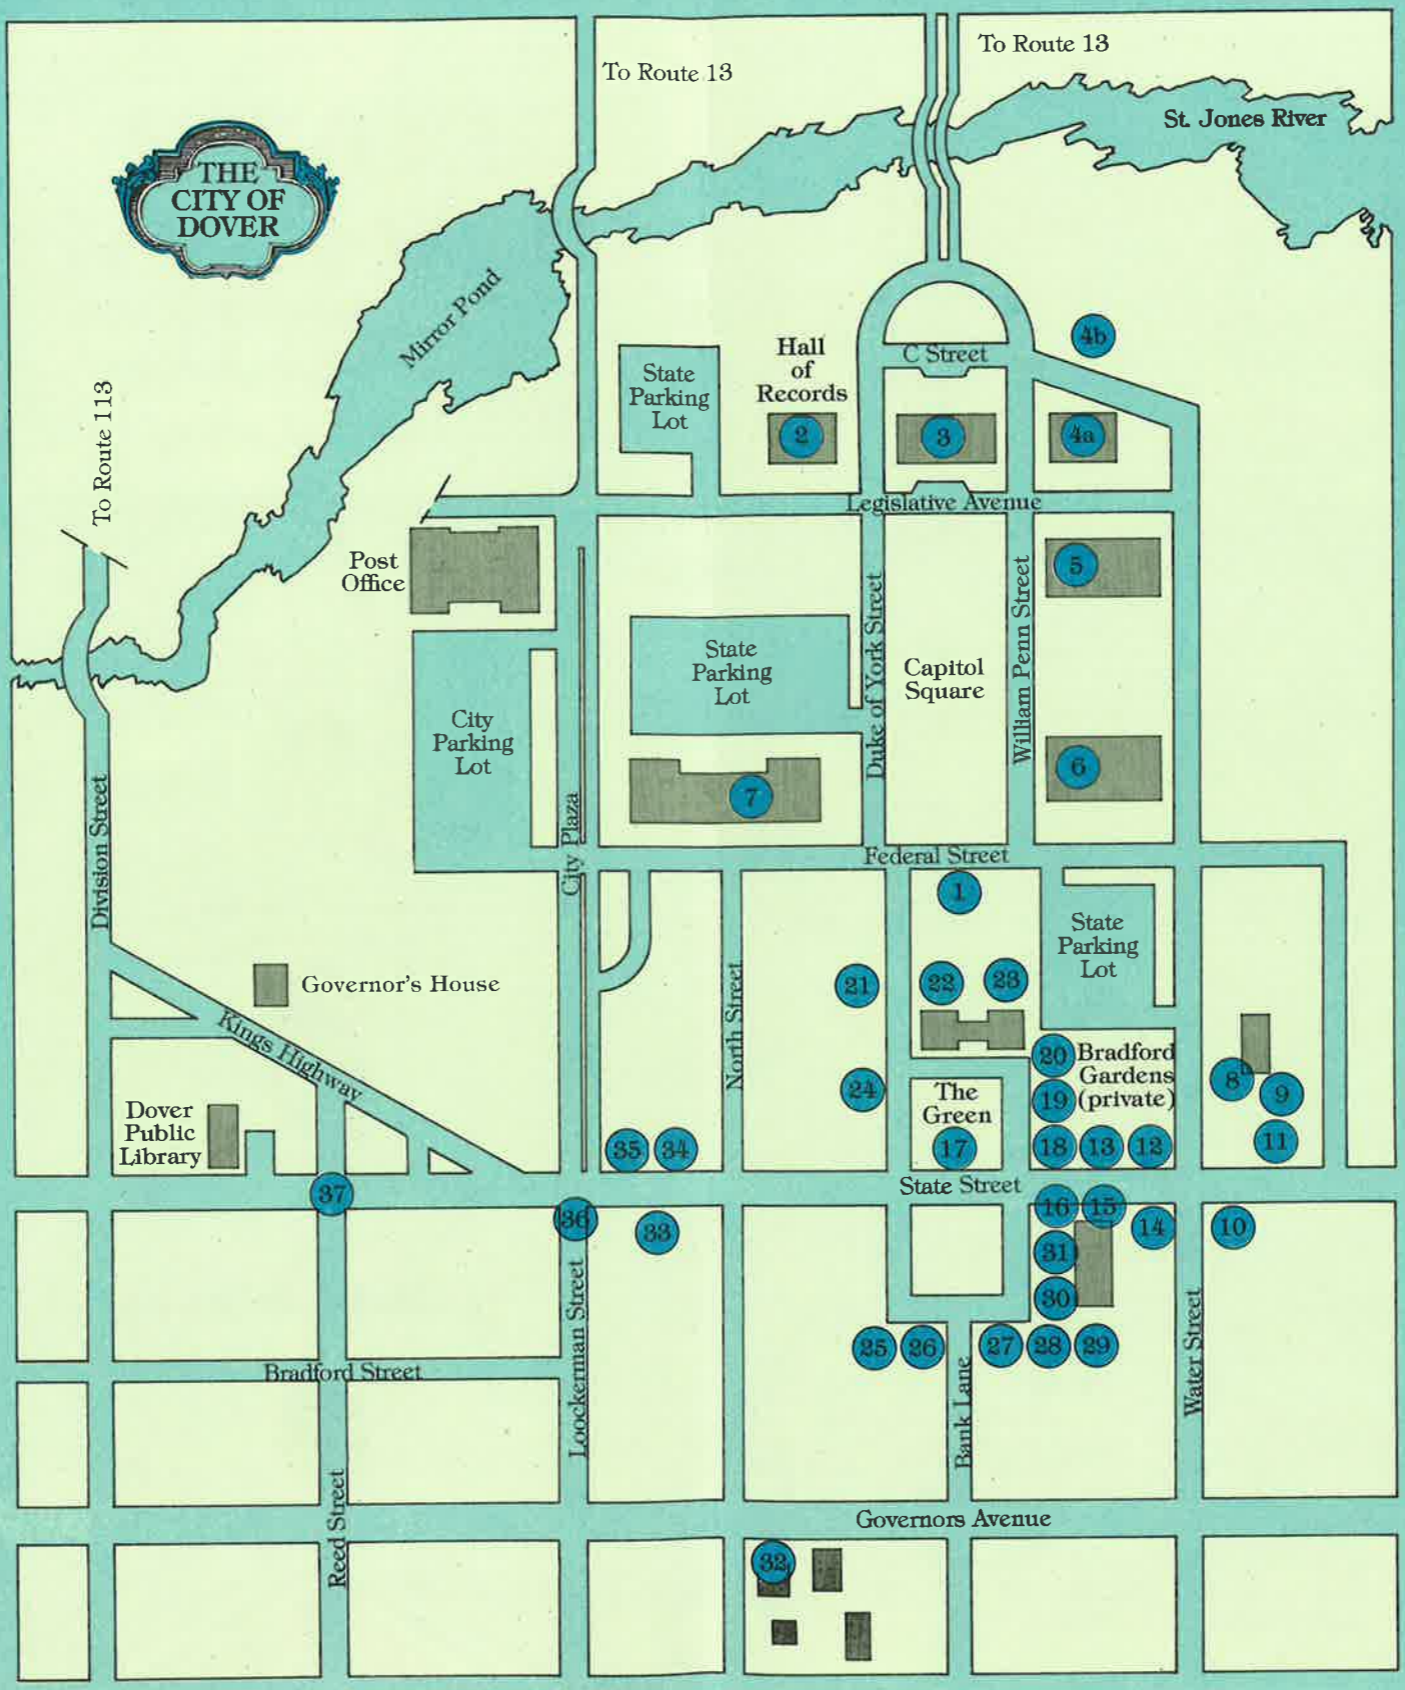 To Route 13
To Route 13
St. Jones River
THE
CITY OF
DOVER
Mirror Pond
4b
C Street
Hall
of
Records
State
Parking
Lot
To Route 113
2
3
4a
Legislative Avenue
Post
Office
5
Duke of York Street
William Penn Street
State
Parking
Lot
Capitol
Square
City
Parking
Lot
6
7
Division Street
City Plaza
Federal Street
1
State
Parking
Lot
Governor's House
21
22
23
North Street
Kings Highway
20
Bradford
Gardens
(private)
8
9
24
The
Green
19
Dover
Public
Library
35
34
17
18
13
12
11
37
State Street
36
33
16
15
14
10
31
30
Loockerman Street
Water Street
25
26
27
28
29
Bradford Street
Bank Lane
Reed Street
Governors Avenue
32